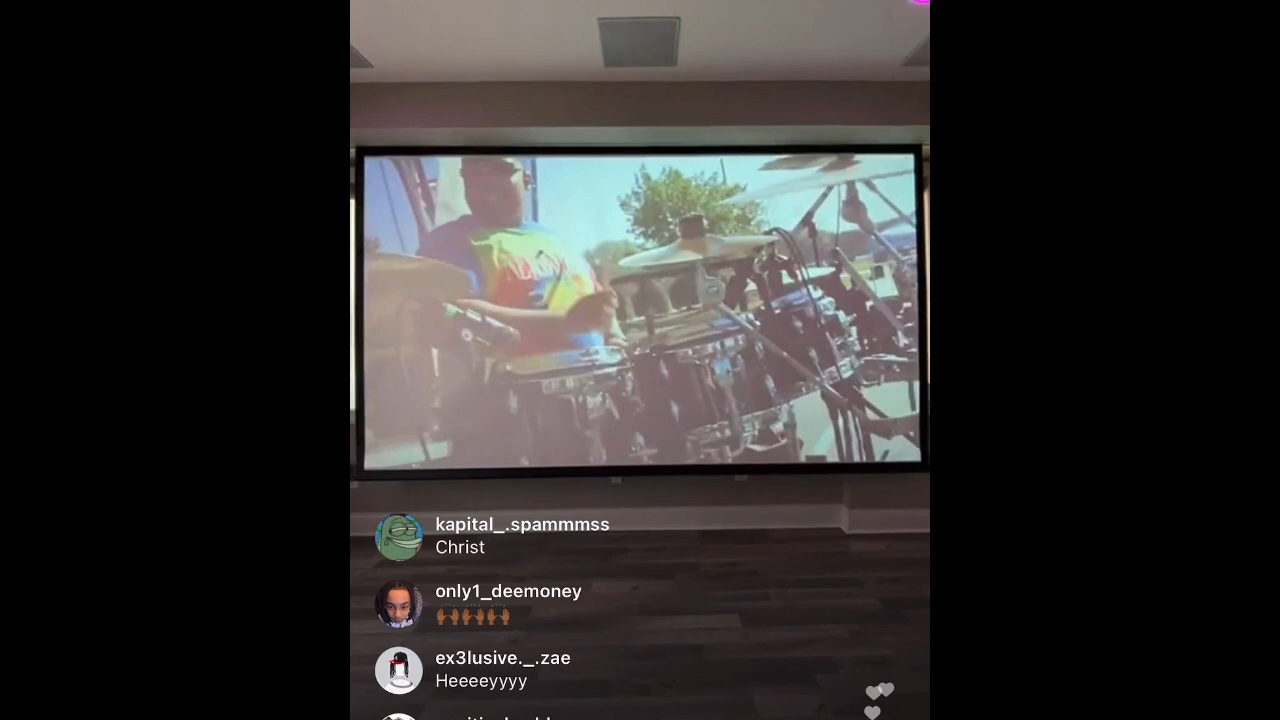 kapital_.spammmss
Christ
only1_deemoney
🙌🏾🙌🏾🙌🏾
ex3lusive._.zae
Heeeeyyyy